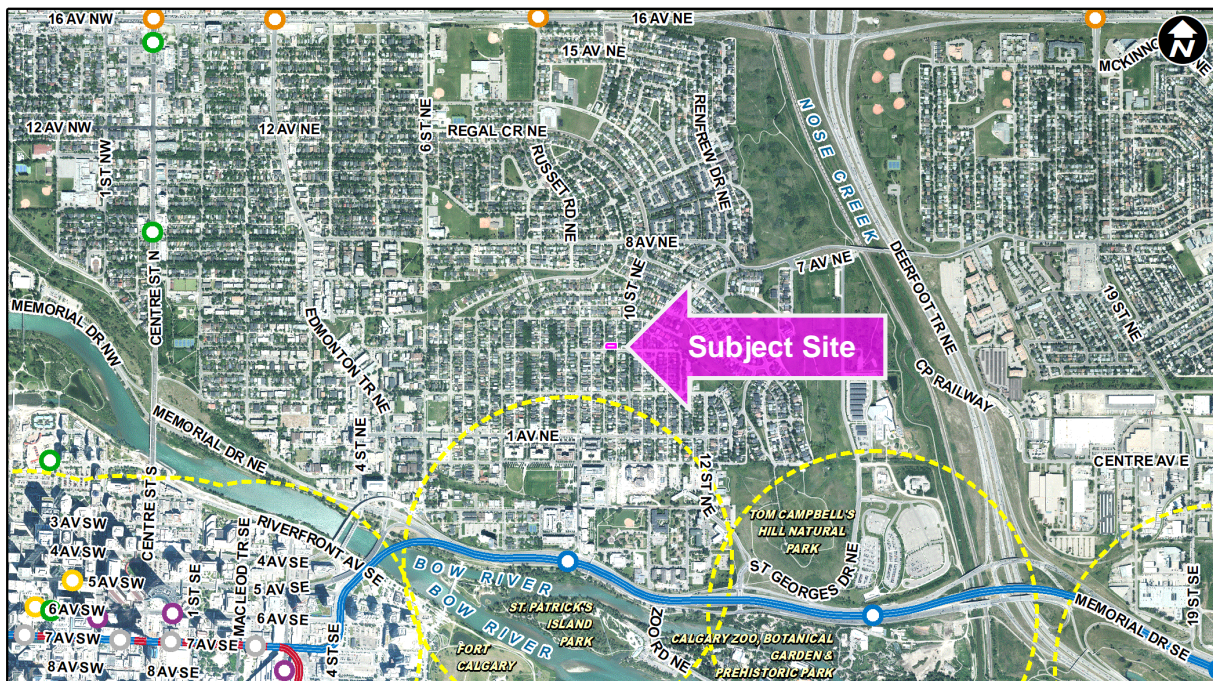 16 AV NW
16 AV NE
N
15 AV NE
6 ST NE
RENFREW DR NE
NOSE CREEK
12 AV NW
12 AV NE
REGAL CR NE
1 ST NW
RUSSET RD NE
8 AV NE
7 AV NE
DEERFOOT TR NE
10 ST NE
CENTRE ST N
19 ST NE
MEMORIAL DR NW
EDMONTON TR NE
Subject Site
CP RAILWAY
MEMORIAL DR NE
4 ST NE
1 AV NE
12 ST NE
CENTRE AV E
CENTRE ST S
3 AV SW
4 AV SW
5 AV SW
6 AV SW
7 AV SW
8 AV SW
1 ST SE
MACLEOD TR SE
RIVERFRONT AV SE
4 AV SE
5 AV SE
6 AV SE
7 AV SE
8 AV SE
4 ST SE
BOW RIVER
BOW RIVER
TOM CAMPBELL'S
HILL NATURAL
PARK
ST GEORGES DR NE
ST. PATRICK'S
ISLAND
PARK
FORT
CALGARY
CALGARY ZOO, BOTANICAL
GARDEN &
PREHISTORIC PARK
MEMORIAL DR SE
19 ST SE